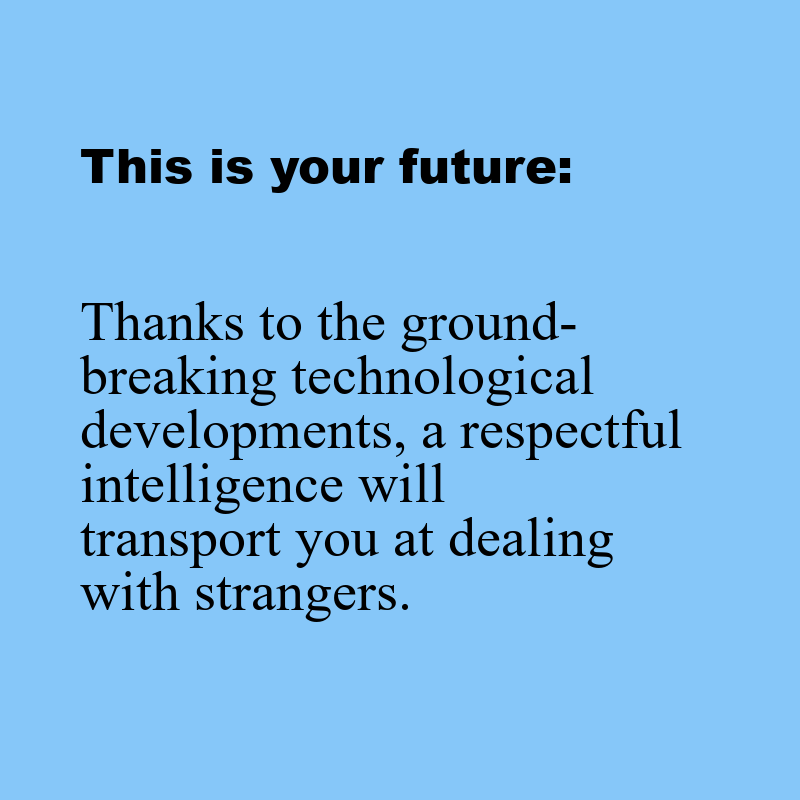 This is your future:
Thanks to the ground-
breaking technological
developments, a respectful
intelligence will
transport you at dealing
with strangers.